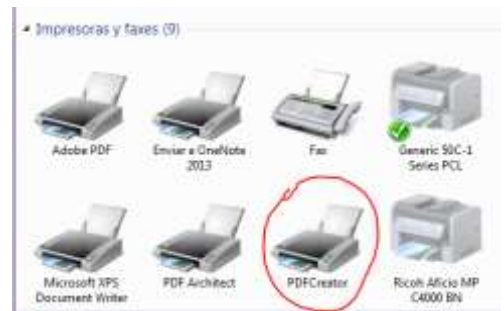 Impresoras y faxes (9)
Adobe PDF
Enviar a OneNote
2013
Fax
Generic 50C-1
Series PCL
Microsoft XPS
Document Writer
PDF Architect
PDFCreator
Ricoh Aficio MP
C4000 BN